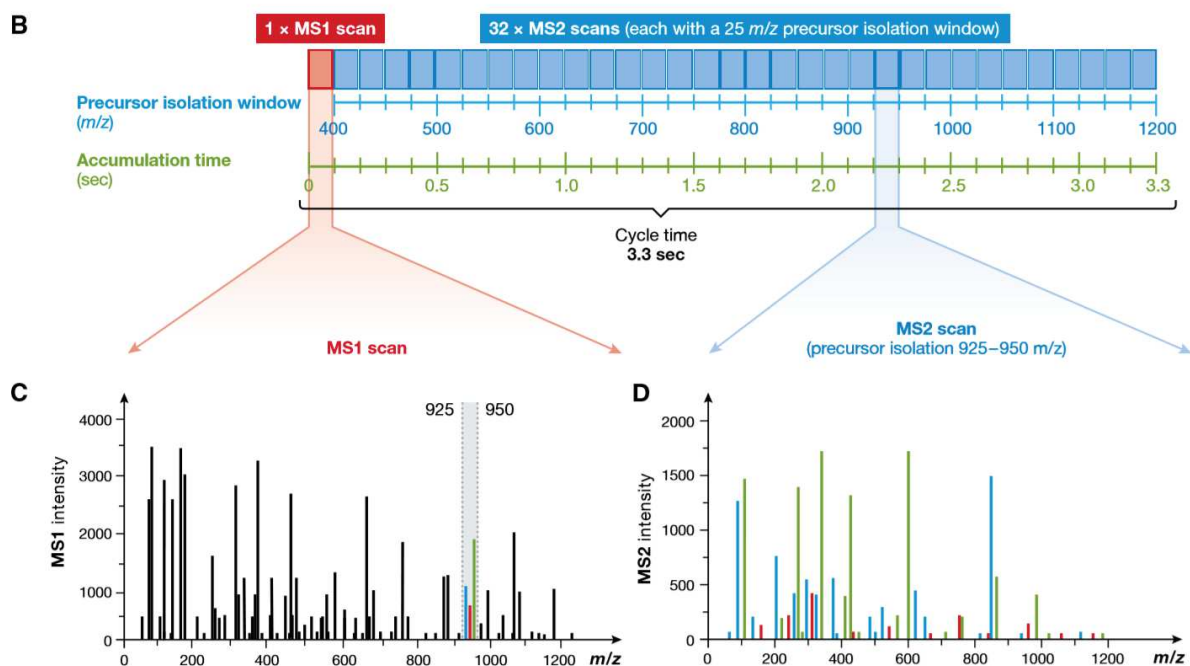 B
1 × MS1 scan
32 × MS2 scans (each with a 25 m/z precursor isolation window)
Precursor isolation window
(m/z)
400 500 600 700 800 900 1000 1100 1200
Accumulation time
(sec)
0 0.5 1.0 1.5 2.0 2.5 3.0 3.3
Cycle time
3.3 sec
MS1 scan
MS2 scan
(precursor isolation 925–950 m/z)
C
MS1 intensity
4000
3000
2000
1000
0
925 950
0 200 400 600 800 1000 1200 m/z
D
MS2 intensity
2000
1500
1000
500
0
0 200 400 600 800 1000 1200 m/z